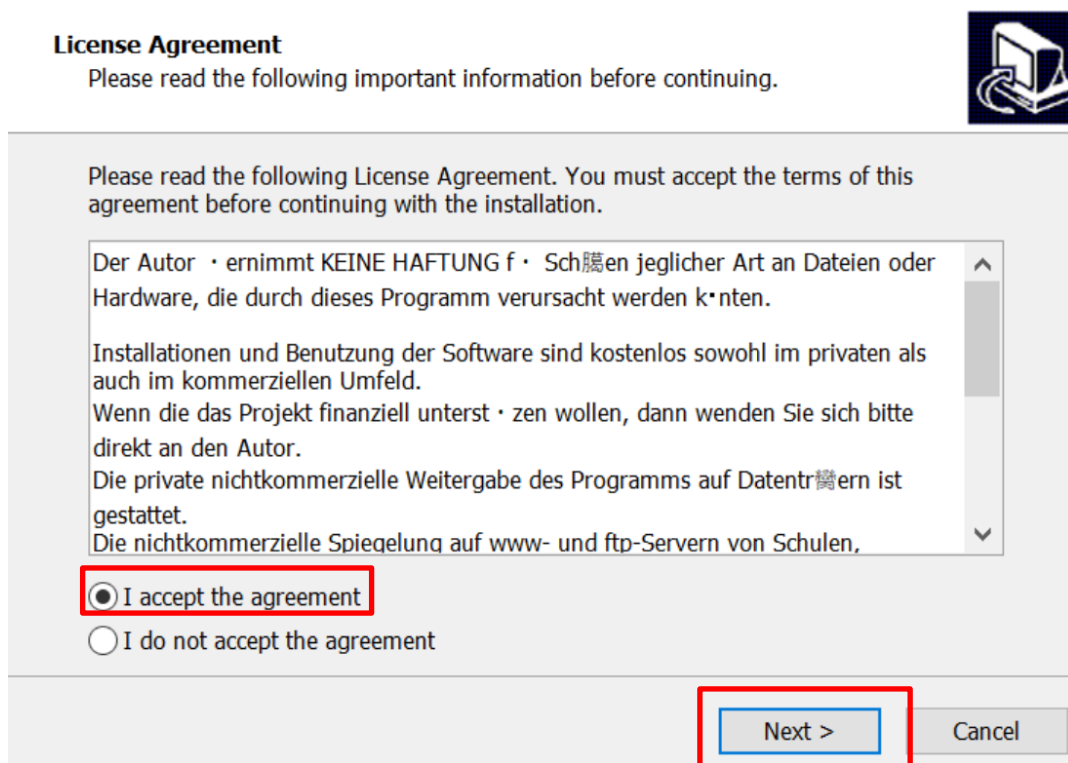 License Agreement
Please read the following important information before continuing.
Please read the following License Agreement. You must accept the terms of this
agreement before continuing with the installation.
Der Autor ・ernimmt KEINE HAFTUNG f・ Sch臈en jeglicher Art an Dateien oder
Hardware, die durch dieses Programm verursacht werden k・nten.
Installationen und Benutzung der Software sind kostenlos sowohl im privaten als
auch im kommerziellen Umfeld.
Wenn die das Projekt finanziell unterst・zen wollen, dann wenden Sie sich bitte
direkt an den Autor.
Die private nichtkommerzielle Weitergabe des Programms auf Datentr臠ern ist
gestattet.
Die nichtkommerzielle Spiegelung auf www- und ftp-Servern von Schulen,
I accept the agreement
I do not accept the agreement
Next >
Cancel